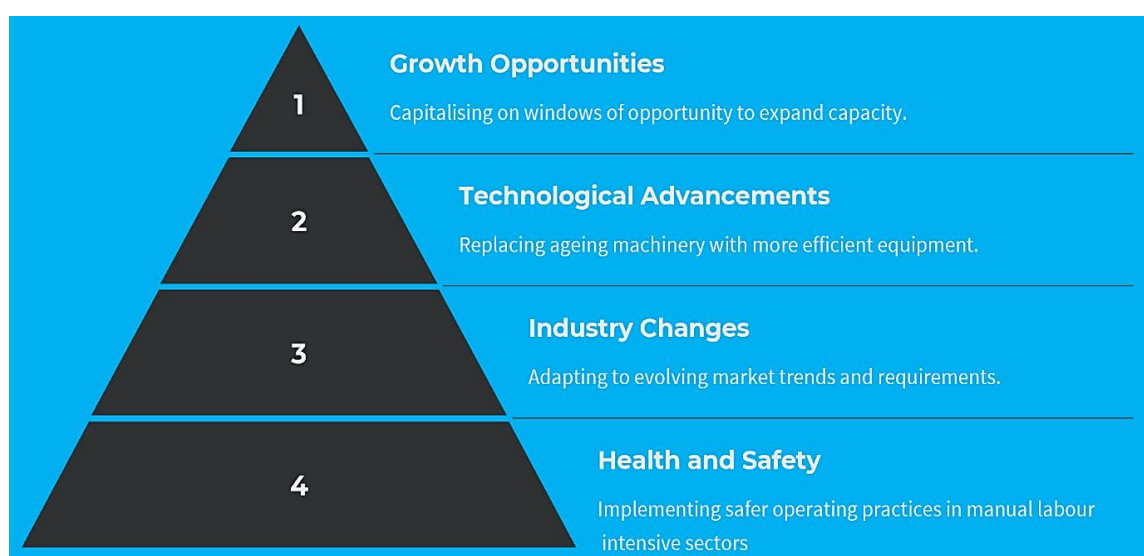 1
Growth Opportunities
Capitalising on windows of opportunity to expand capacity.
2
Technological Advancements
Replacing ageing machinery with more efficient equipment.
3
Industry Changes
Adapting to evolving market trends and requirements.
4
Health and Safety
Implementing safer operating practices in manual labour
intensive sectors